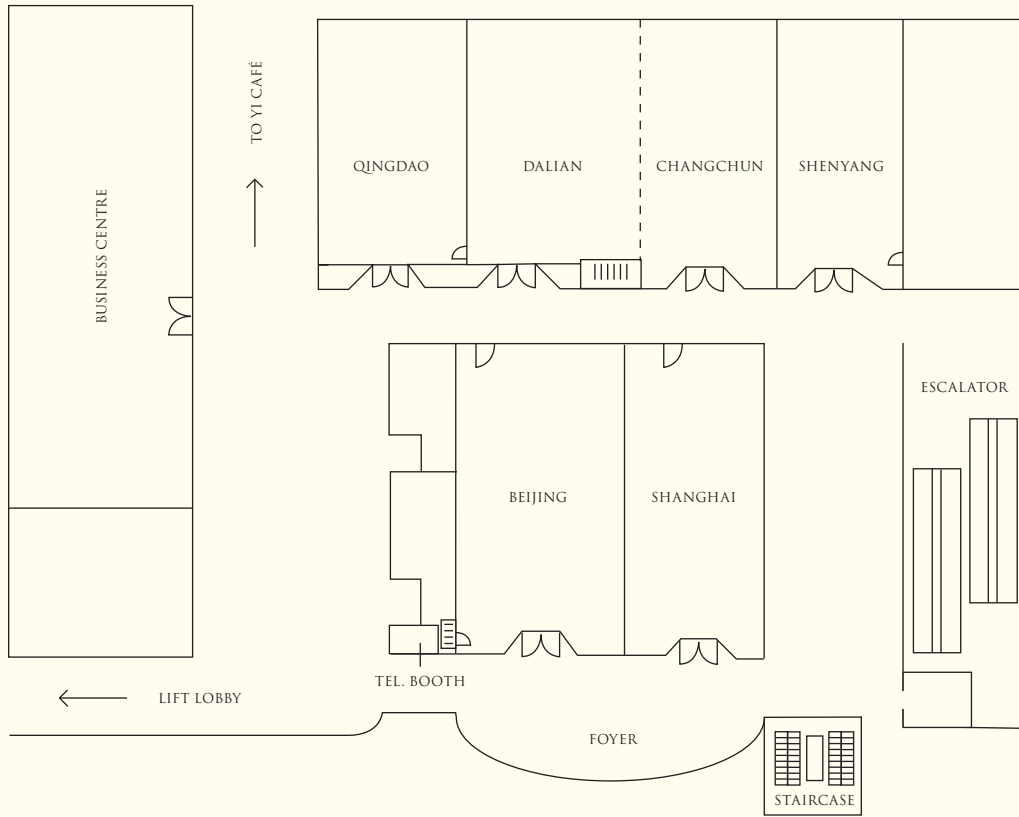 TO YI CAFÉ
QINGDAO
DALIAN
CHANGCHUN
SHENYANG
BUSINESS CENTRE
ESCALATOR
BEIJING
SHANGHAI
TEL. BOOTH
LIFT LOBBY
FOYER
STAIRCASE